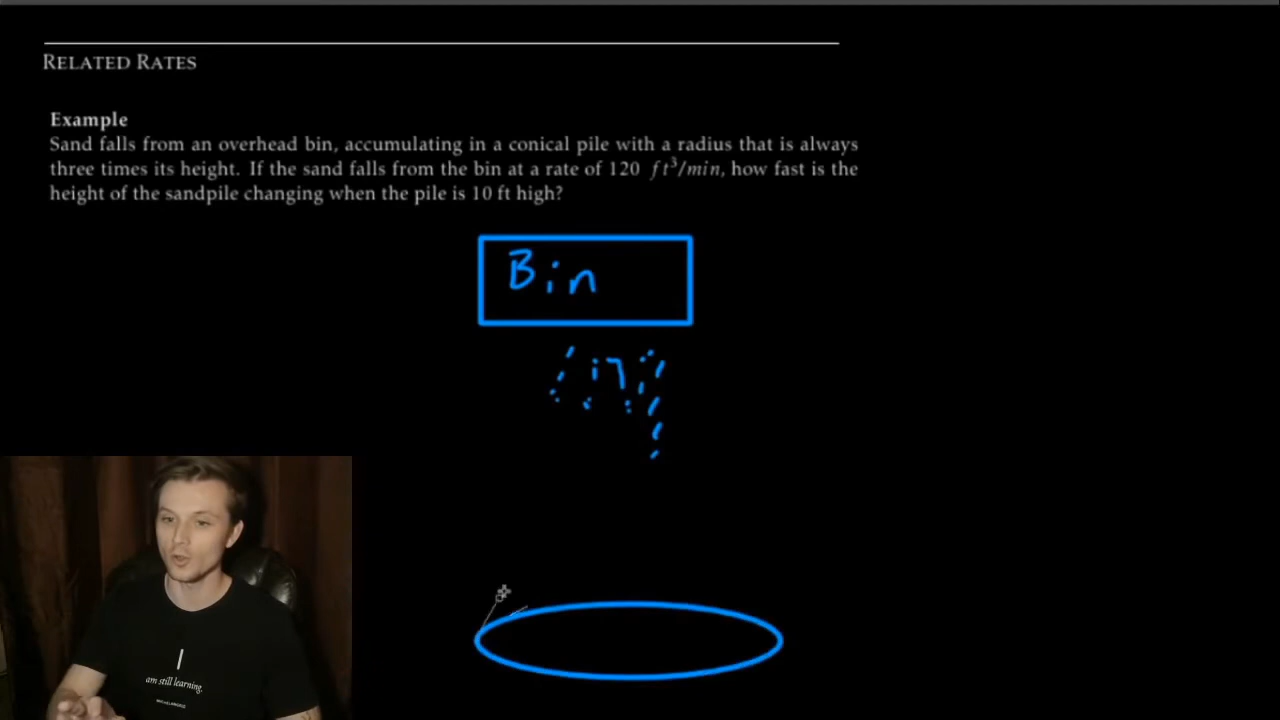 RELATED RATES
Example
Sand falls from an overhead bin, accumulating in a conical pile with a radius that is always
three times its height. If the sand falls from the bin at a rate of 120 ft³/min, how fast is the
height of the sandpile changing when the pile is 10 ft high?
Bin
I
am still learning.
MICHELANGELO